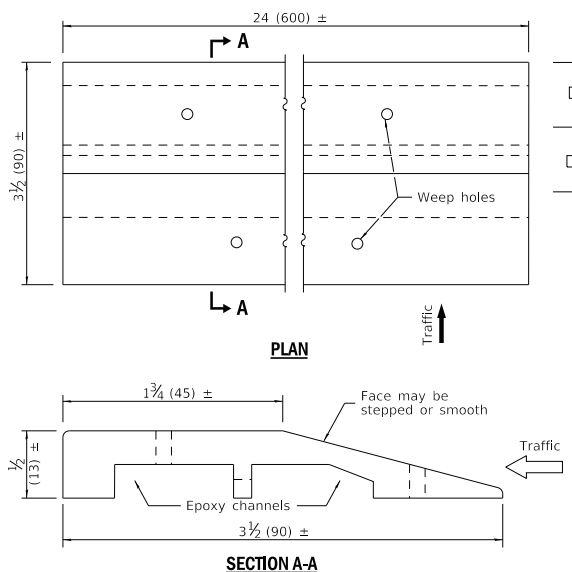 24 (600) ±
A
3½ (90) ±
Weep holes
A
Traffic
PLAN
1¾ (45) ±
Face may be
stepped or smooth
½
(13) ±
Traffic
Epoxy channels
3½ (90) ±
SECTION A-A